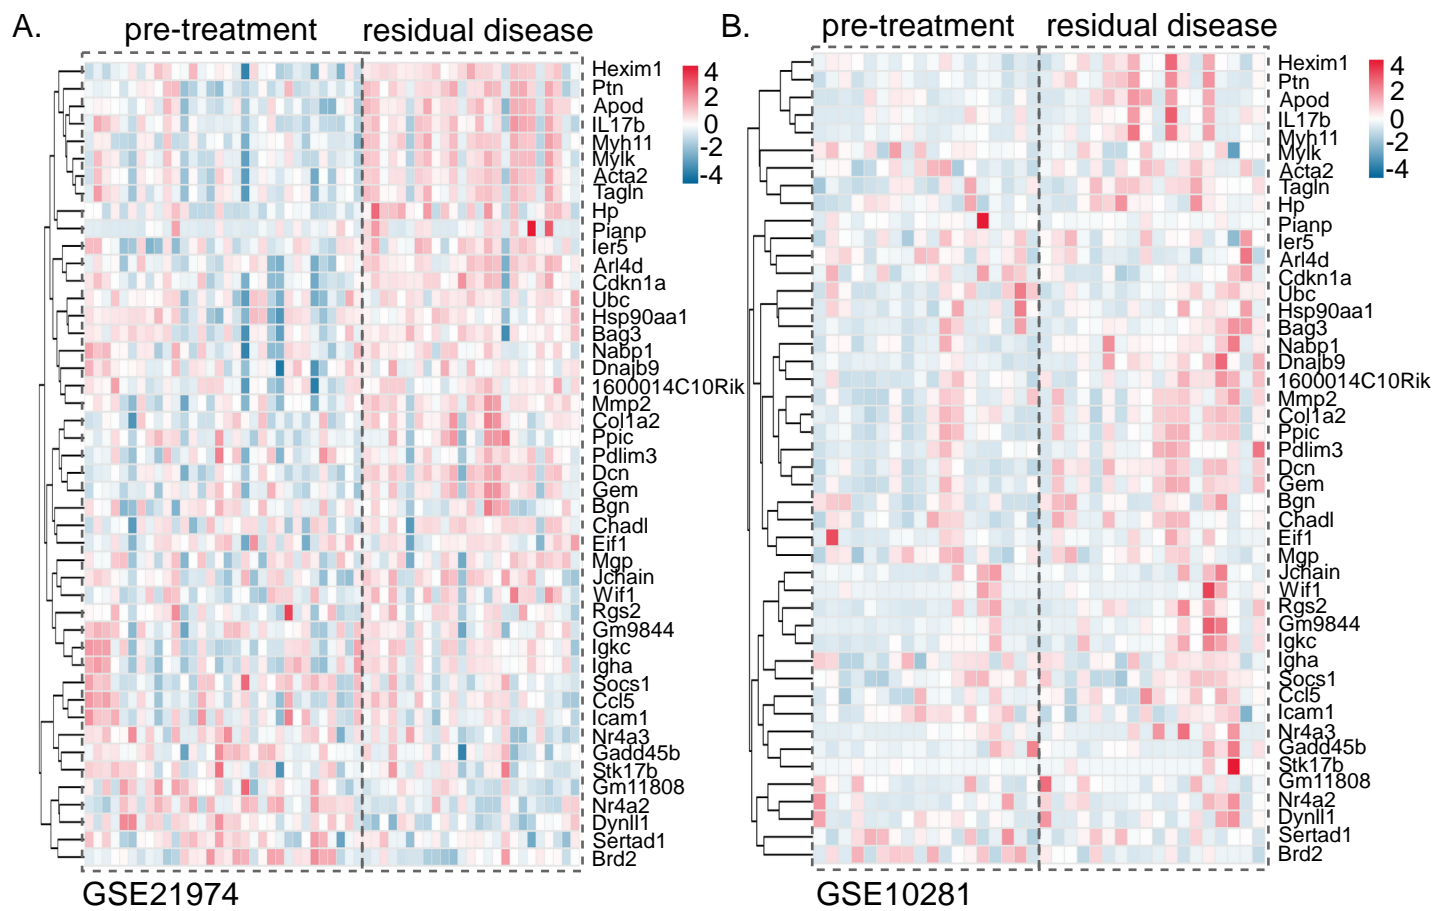 A.
pre-treatment
residual disease
Hexim1
Ptn
Apod
IL17b
Myh11
Mylk
Acta2
Tagln
Hp
Pianp
Ier5
Arl4d
Cdkn1a
Ubc
Hsp90aa1
Bag3
Nabp1
Dnajb9
1600014C10Rik
Mmp2
Col1a2
Ppic
Pdlim3
Dcn
Gem
Bgn
Chadl
Eif1
Mgp
Jchain
Wif1
Rgs2
Gm9844
Igkc
Igha
Socs1
Ccl5
Icam1
Nr4a3
Gadd45b
Stk17b
Gm11808
Nr4a2
Dynll1
Sertad1
Brd2
4
2
0
-2
-4
GSE21974
B.
pre-treatment
residual disease
Hexim1
Ptn
Apod
IL17b
Myh11
Mylk
Acta2
Tagln
Hp
Pianp
Ier5
Arl4d
Cdkn1a
Ubc
Hsp90aa1
Bag3
Nabp1
Dnajb9
1600014C10Rik
Mmp2
Col1a2
Ppic
Pdlim3
Dcn
Gem
Bgn
Chadl
Eif1
Mgp
Jchain
Wif1
Rgs2
Gm9844
Igkc
Igha
Socs1
Ccl5
Icam1
Nr4a3
Gadd45b
Stk17b
Gm11808
Nr4a2
Dynll1
Sertad1
Brd2
4
2
0
-2
-4
GSE10281